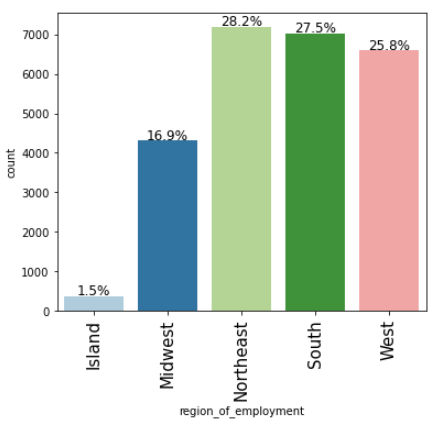 28.2%
27.5%
25.8%
16.9%
1.5%
7000
6000
5000
4000
3000
2000
1000
0
count
Island
Midwest
Northeast
South
West
region_of_employment